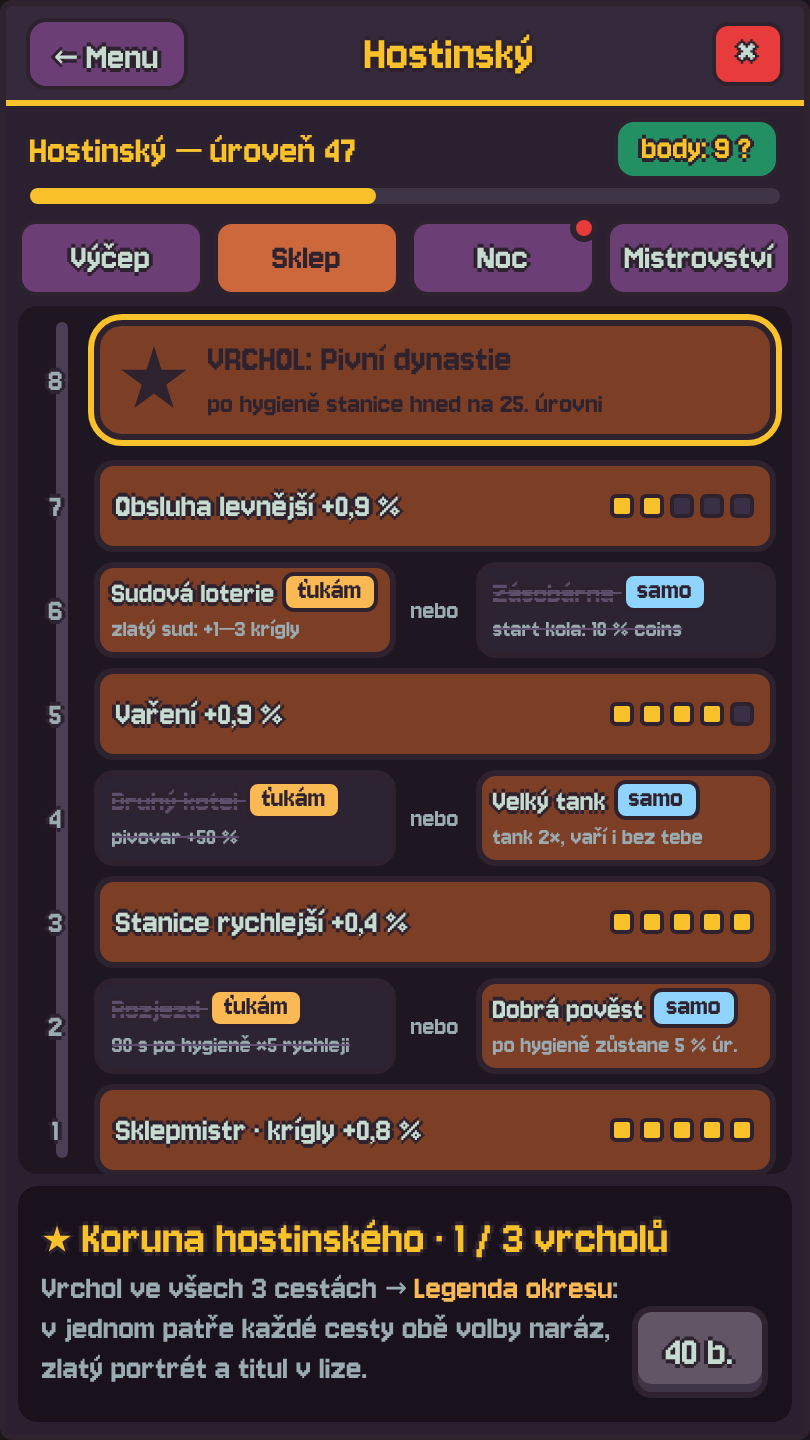 ← Menu
Hostinský
×
Hostinský — úroveň 47
body: 9 ?
Výčep
Sklep
Noc
Mistrovství
8
VRCHOL: Pivní dynastie
po hygieně stanice hned na 25. úrovni
7
Obsluha levnější +0,9 %
6
Sudová loterie ťukám
zlatý sud: +1—3 krígly
nebo
Zásobárna samo
start kola: 10 % coins
5
Vaření +0,9 %
4
Druhý kotel ťukám
pivovar +50 %
nebo
Velký tank samo
tank 2×, vaří i bez tebe
3
Stanice rychlejší +0,4 %
2
Rozjezd ťukám
90 s po hygieně ×5 rychleji
nebo
Dobrá pověst samo
po hygieně zůstane 5 % úr.
1
Sklepmistr · krígly +0,8 %
★ Koruna hostinského · 1 / 3 vrcholů
Vrchol ve všech 3 cestách → Legenda okresu:
v jednom patře každé cesty obě volby naráz,
zlatý portrét a titul v lize.
40 b.